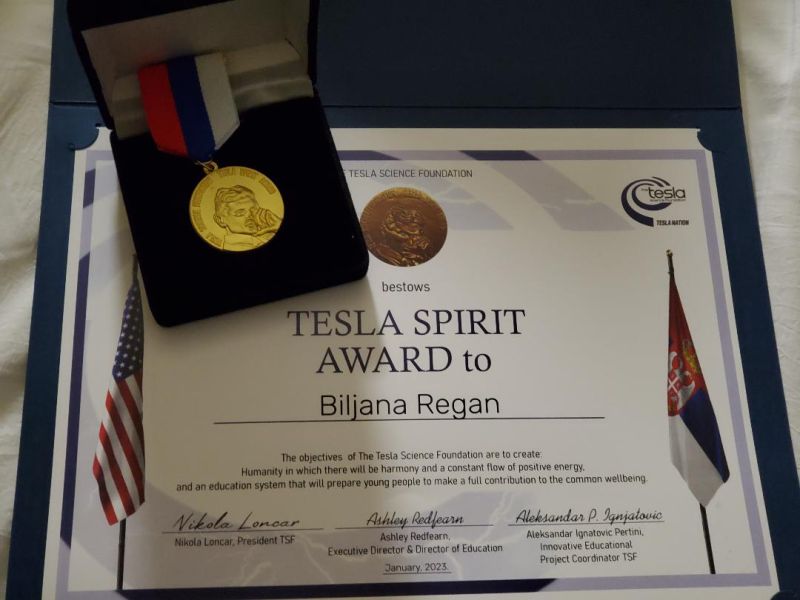 THE TESLA SCIENCE FOUNDATION
tesla
TESLA NATION
TESLA SPIRIT AWARD
bestows
TESLA SPIRIT
AWARD to
Biljana Regan
The objectives of The Tesla Science Foundation are to create:
Humanity in which there will be harmony and a constant flow of positive energy,
and an education system that will prepare young people to make a full contribution to the common wellbeing.
Nikola Loncar
Nikola Loncar, President TSF
Ashley Redfearn
Ashley Redfearn,
Executive Director & Director of Education
Aleksandar P. Ignjatovic
Aleksandar Ignatovic Pertini,
Innovative Educational
Project Coordinator TSF
January, 2023.